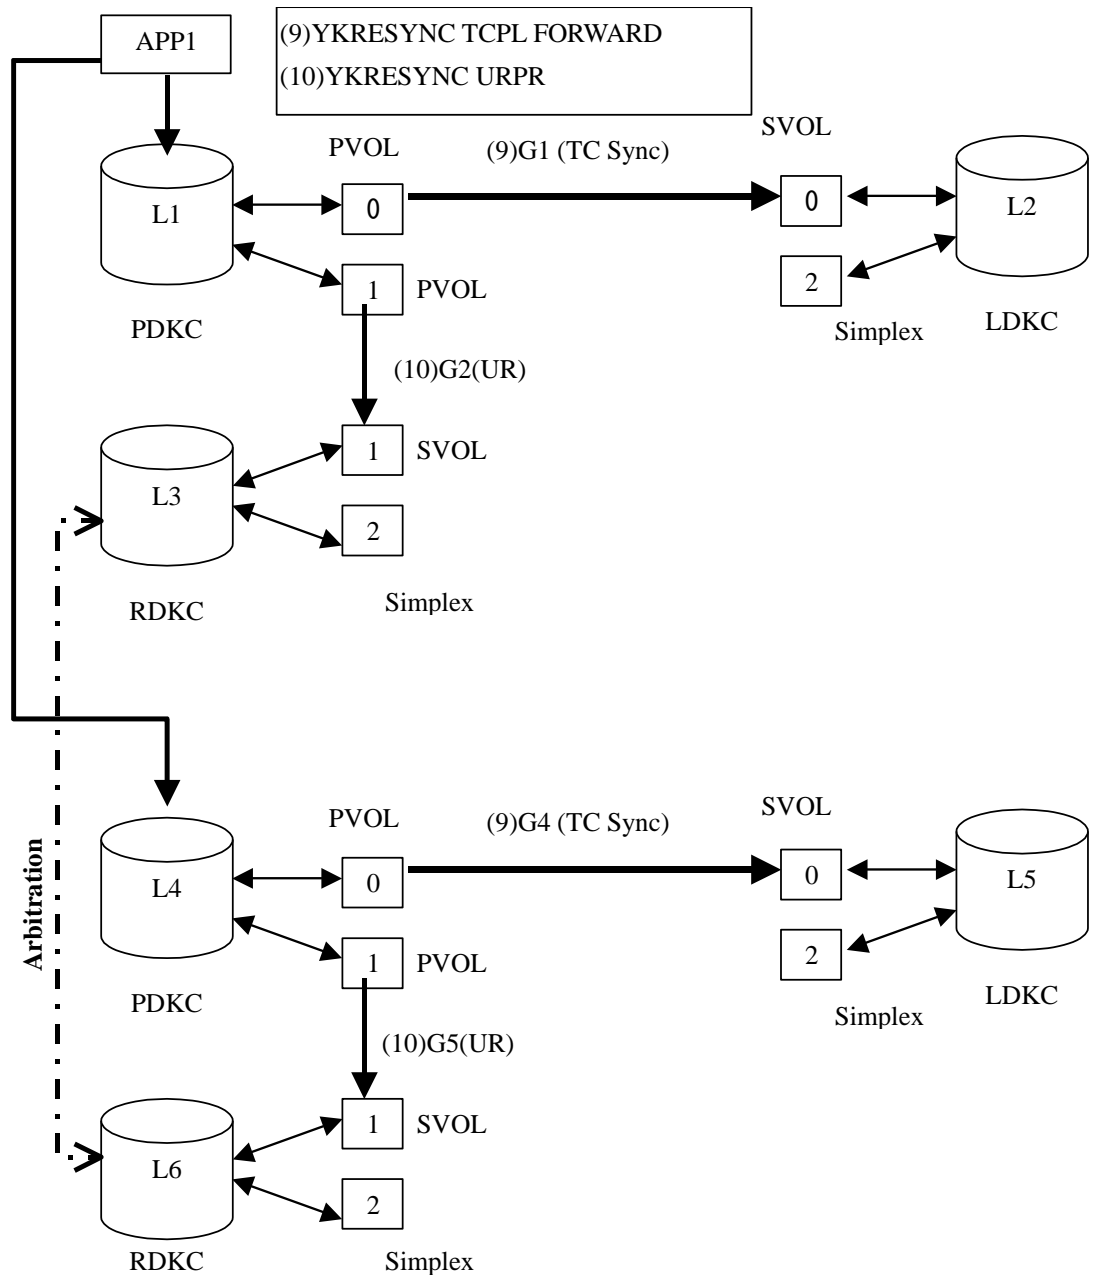 APP1
(9)YKRESYNC TCPL FORWARD
(10)YKRESYNC URPR
PVOL
(9)G1 (TC Sync)
SVOL
L1
0
0
L2
1
PVOL
2
PDKC
Simplex
LDKC
(10)G2(UR)
1
SVOL
L3
2
RDKC
Simplex
PVOL
(9)G4 (TC Sync)
SVOL
L4
0
0
L5
Arbitration
1
PVOL
2
PDKC
Simplex
LDKC
(10)G5(UR)
1
SVOL
L6
2
RDKC
Simplex